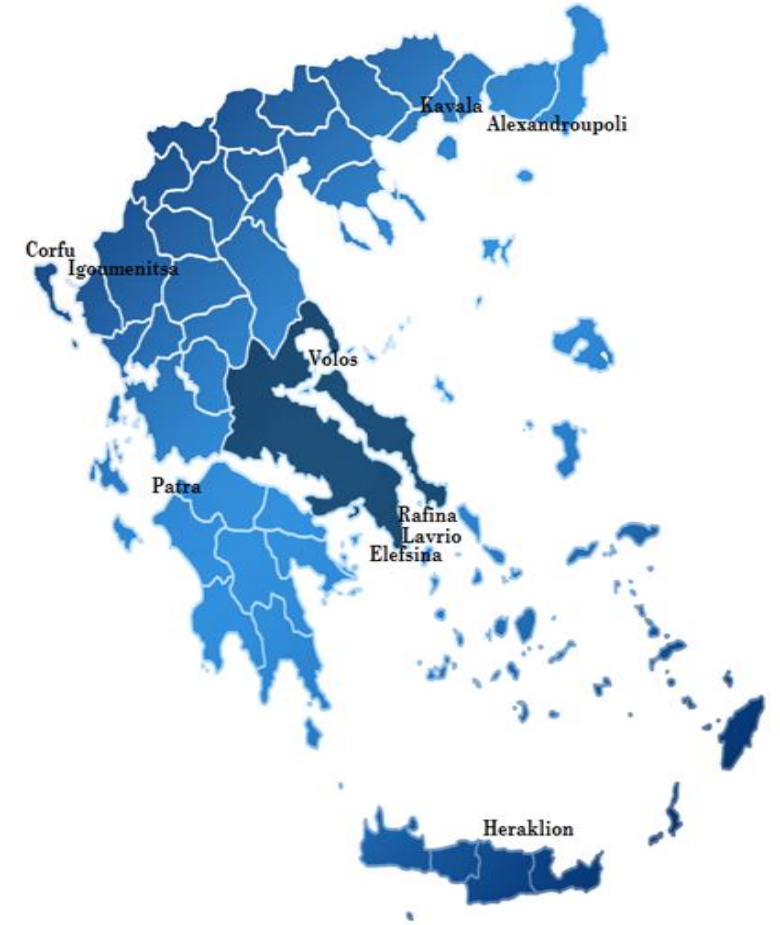 Kavala
Alexandroupoli
Corfu
Igoumenitsa
Volos
Patra
Rafina
Lavrio
Elefsina
Heraklion